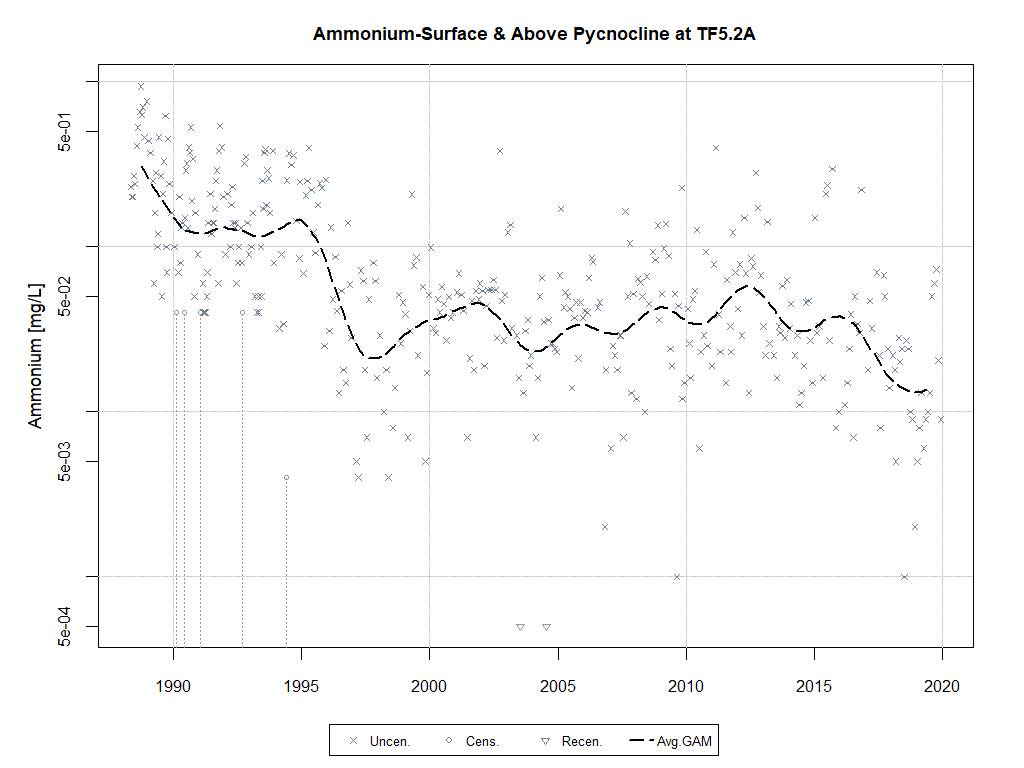 Ammonium-Surface & Above Pycnocline at TF5.2A
Ammonium [mg/L]
5e-01
5e-02
5e-03
5e-04
1990 1995 2000 2005 2010 2015 2020
Uncen. Cens. Recen. Avg.GAM